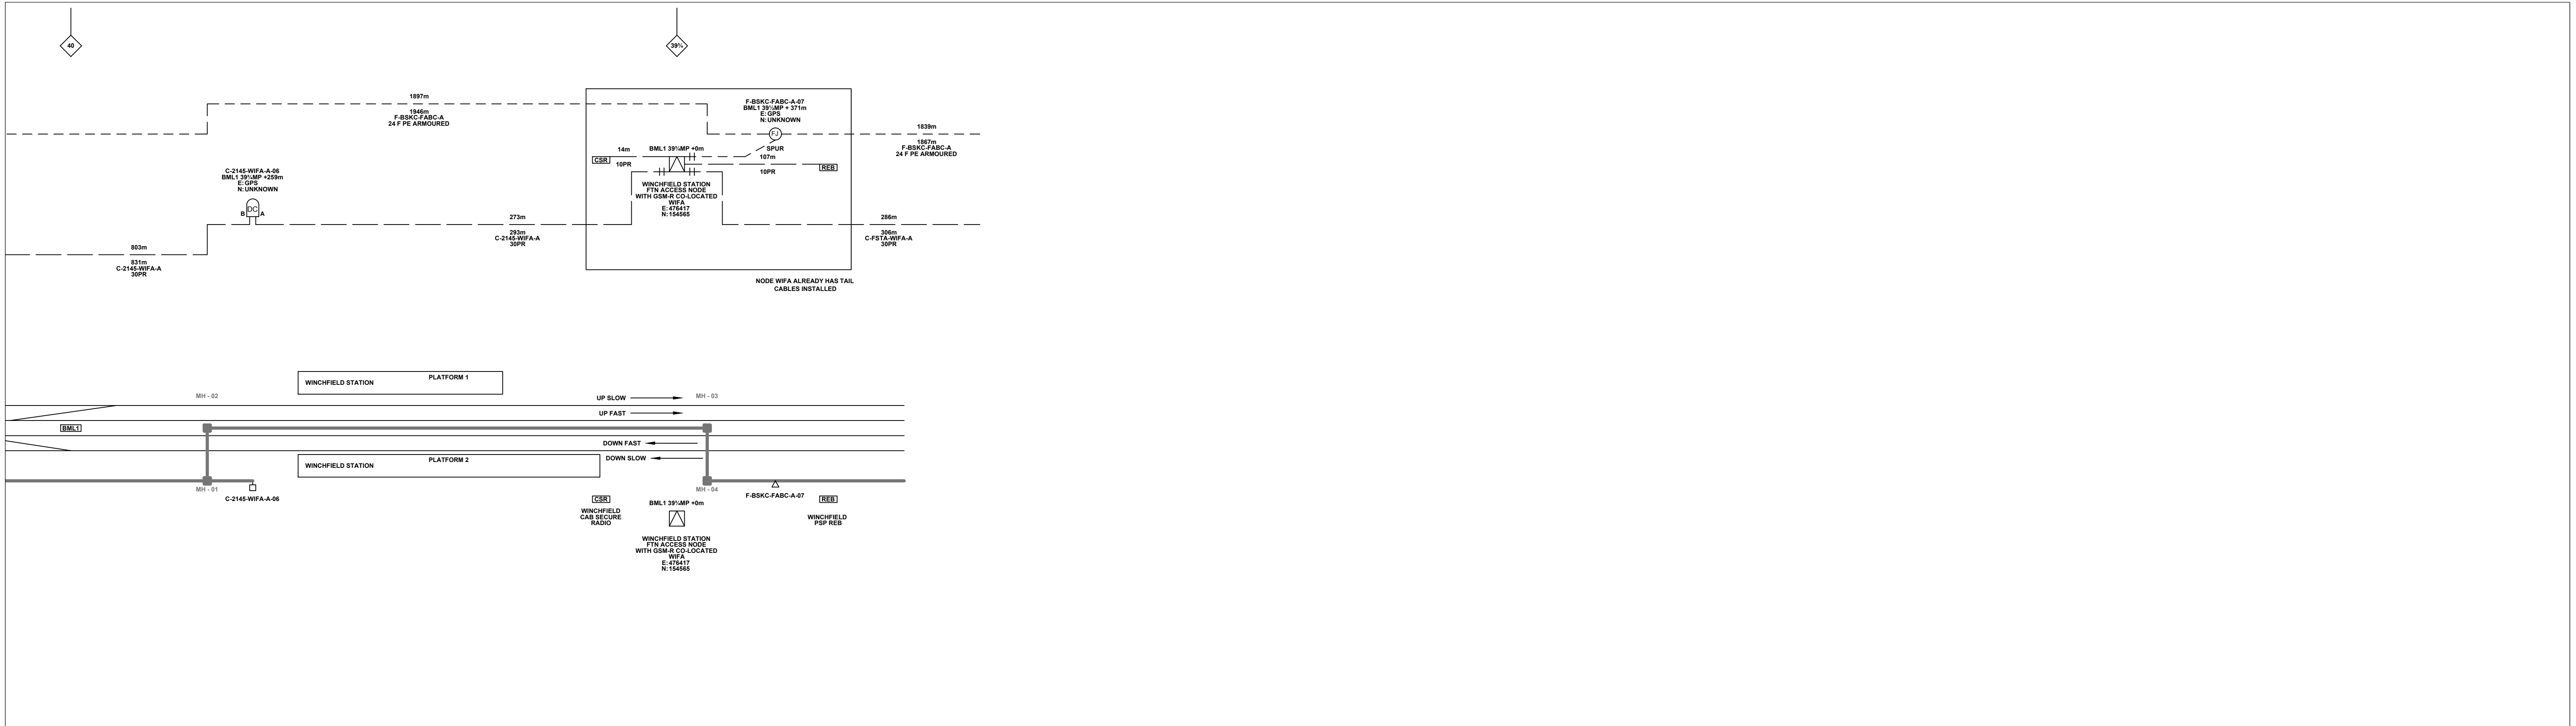 40
39¾
1897m
1946m
F-BSKC-FABC-A
24 F PE ARMOURED
F-BSKC-FABC-A-07
BML1 39½MP + 371m
E: GPS
N: UNKNOWN
FJ
1839m
1867m
F-BSKC-FABC-A
24 F PE ARMOURED
14m
BML1 39¾MP +0m
SPUR
CSR
10PR
107m
REB
10PR
C-2145-WIFA-A-06
BML1 39¾MP +259m
E: GPS
N: UNKNOWN
DC
B
A
WINCHFIELD STATION
FTN ACCESS NODE
WITH GSM-R CO-LOCATED
WIFA
E: 476417
N: 154565
273m
293m
C-2145-WIFA-A
30PR
286m
306m
C-FSTA-WIFA-A
30PR
803m
831m
C-2145-WIFA-A
30PR
NODE WIFA ALREADY HAS TAIL
CABLES INSTALLED
PLATFORM 1
WINCHFIELD STATION
MH - 02
UP SLOW
MH - 03
UP FAST
BML1
DOWN FAST
PLATFORM 2
WINCHFIELD STATION
DOWN SLOW
MH - 01
C-2145-WIFA-A-06
MH - 04
F-BSKC-FABC-A-07
CSR
WINCHFIELD
CAB SECURE
RADIO
BML1 39¾MP +0m
REB
WINCHFIELD
PSP REB
WINCHFIELD STATION
FTN ACCESS NODE
WITH GSM-R CO-LOCATED
WIFA
E: 476417
N: 154565